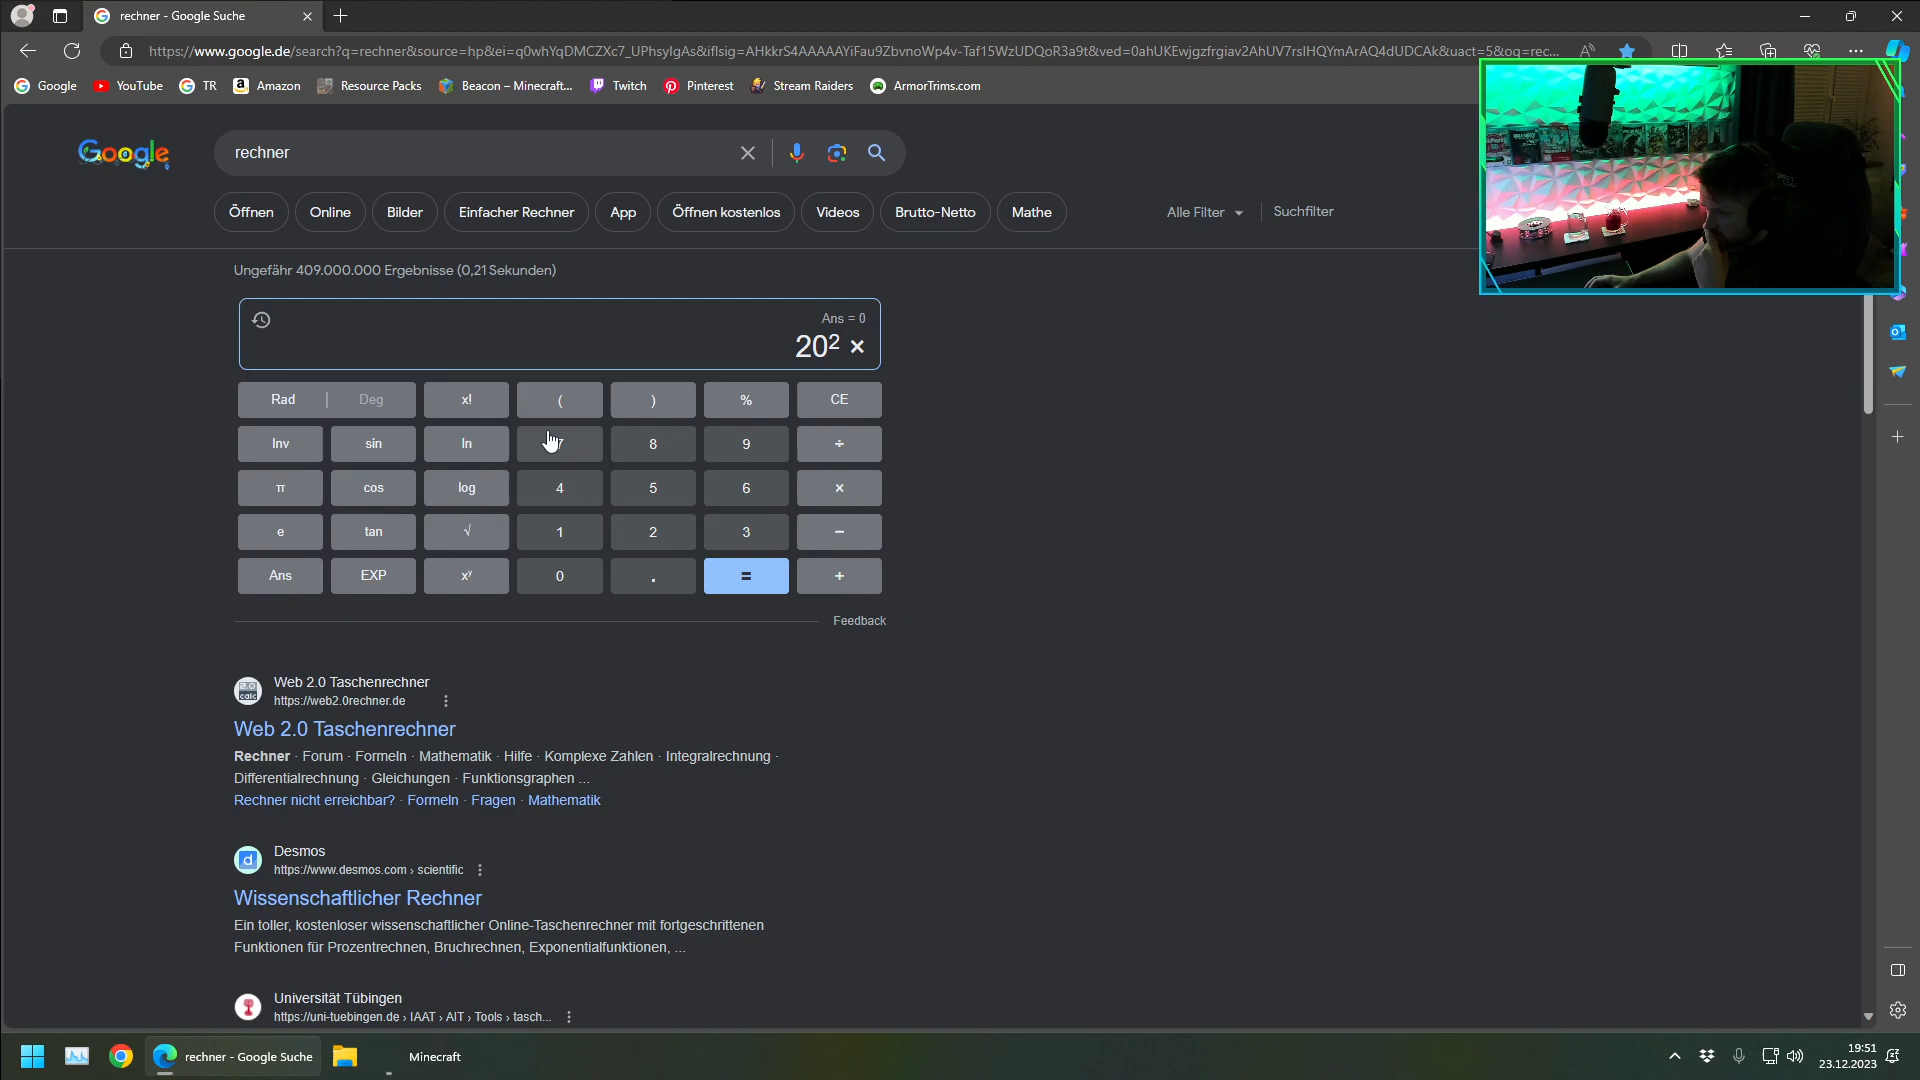 rechner - Google Suche
https://www.google.de/search?q=rechner&source=hp&ei=q0whYqDMCZXc7_UPhsylgAs&iflsig=AHkkrS4AAAAAYiFau9ZbvnoWp4v-Taf15WzUDQoR3a9t&ved=0ahUKEwjgzfrgiav2AhUV7rsIHQYmArAQ4dUDCAk&uact=5&oq=rec...
Google YouTube TR Amazon Resource Packs Beacon – Minecraft... Twitch Pinterest Stream Raiders ArmorTrims.com
Google rechner
Öffnen Online Bilder Einfacher Rechner App Öffnen kostenlos Videos Brutto-Netto Mathe Alle Filter Suchfilter
Ungefähr 409.000.000 Ergebnisse (0,21 Sekunden)
Ans = 0
20² ×
Rad | Deg x! ( ) % CE
Inv sin ln 7 8 9 ÷
π cos log 4 5 6 ×
e tan √ 1 2 3 −
Ans EXP xʸ 0 . = +
Feedback
Web 2.0 Taschenrechner
https://web2.0rechner.de
Web 2.0 Taschenrechner
Rechner · Forum · Formeln · Mathematik · Hilfe · Komplexe Zahlen · Integralrechnung ·
Differentialrechnung · Gleichungen · Funktionsgraphen ...
Rechner nicht erreichbar? · Formeln · Fragen · Mathematik
Desmos
https://www.desmos.com › scientific
Wissenschaftlicher Rechner
Ein toller, kostenloser wissenschaftlicher Online-Taschenrechner mit fortgeschrittenen
Funktionen für Prozentrechnen, Bruchrechnen, Exponentialfunktionen, ...
Universität Tübingen
https://uni-tuebingen.de › IAAT › AIT › Tools › tasch...
rechner - Google Suche Minecraft
19:51
23.12.2023